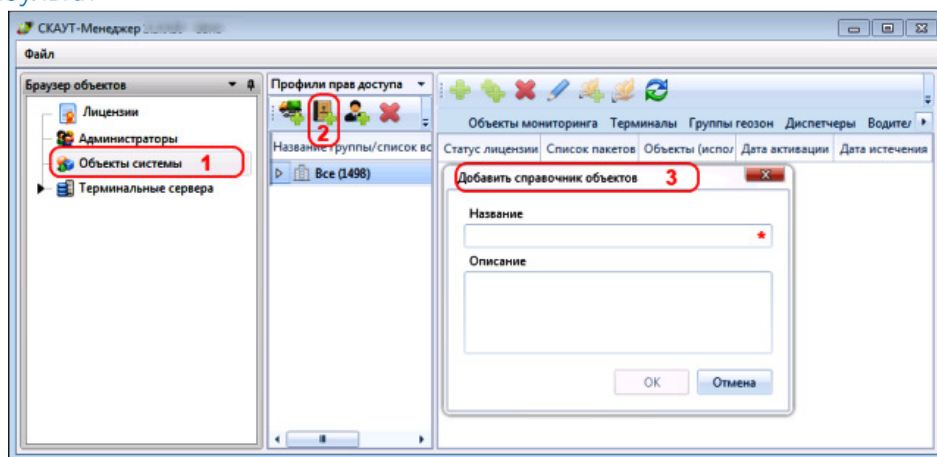 СКАУТ-Менеджер
Файл
Браузер объектов
Лицензии
Администраторы
Объекты системы 1
Терминальные сервера
Профили прав доступа
2
Название группы/список вс
Все (1498)
Объекты мониторинга Терминалы Группы геозон Диспетчеры Водител
Статус лицензии Список пакетов Объекты (испол Дата активации Дата истечения
Добавить справочник объектов 3
Название
*
Описание
ОК Отмена